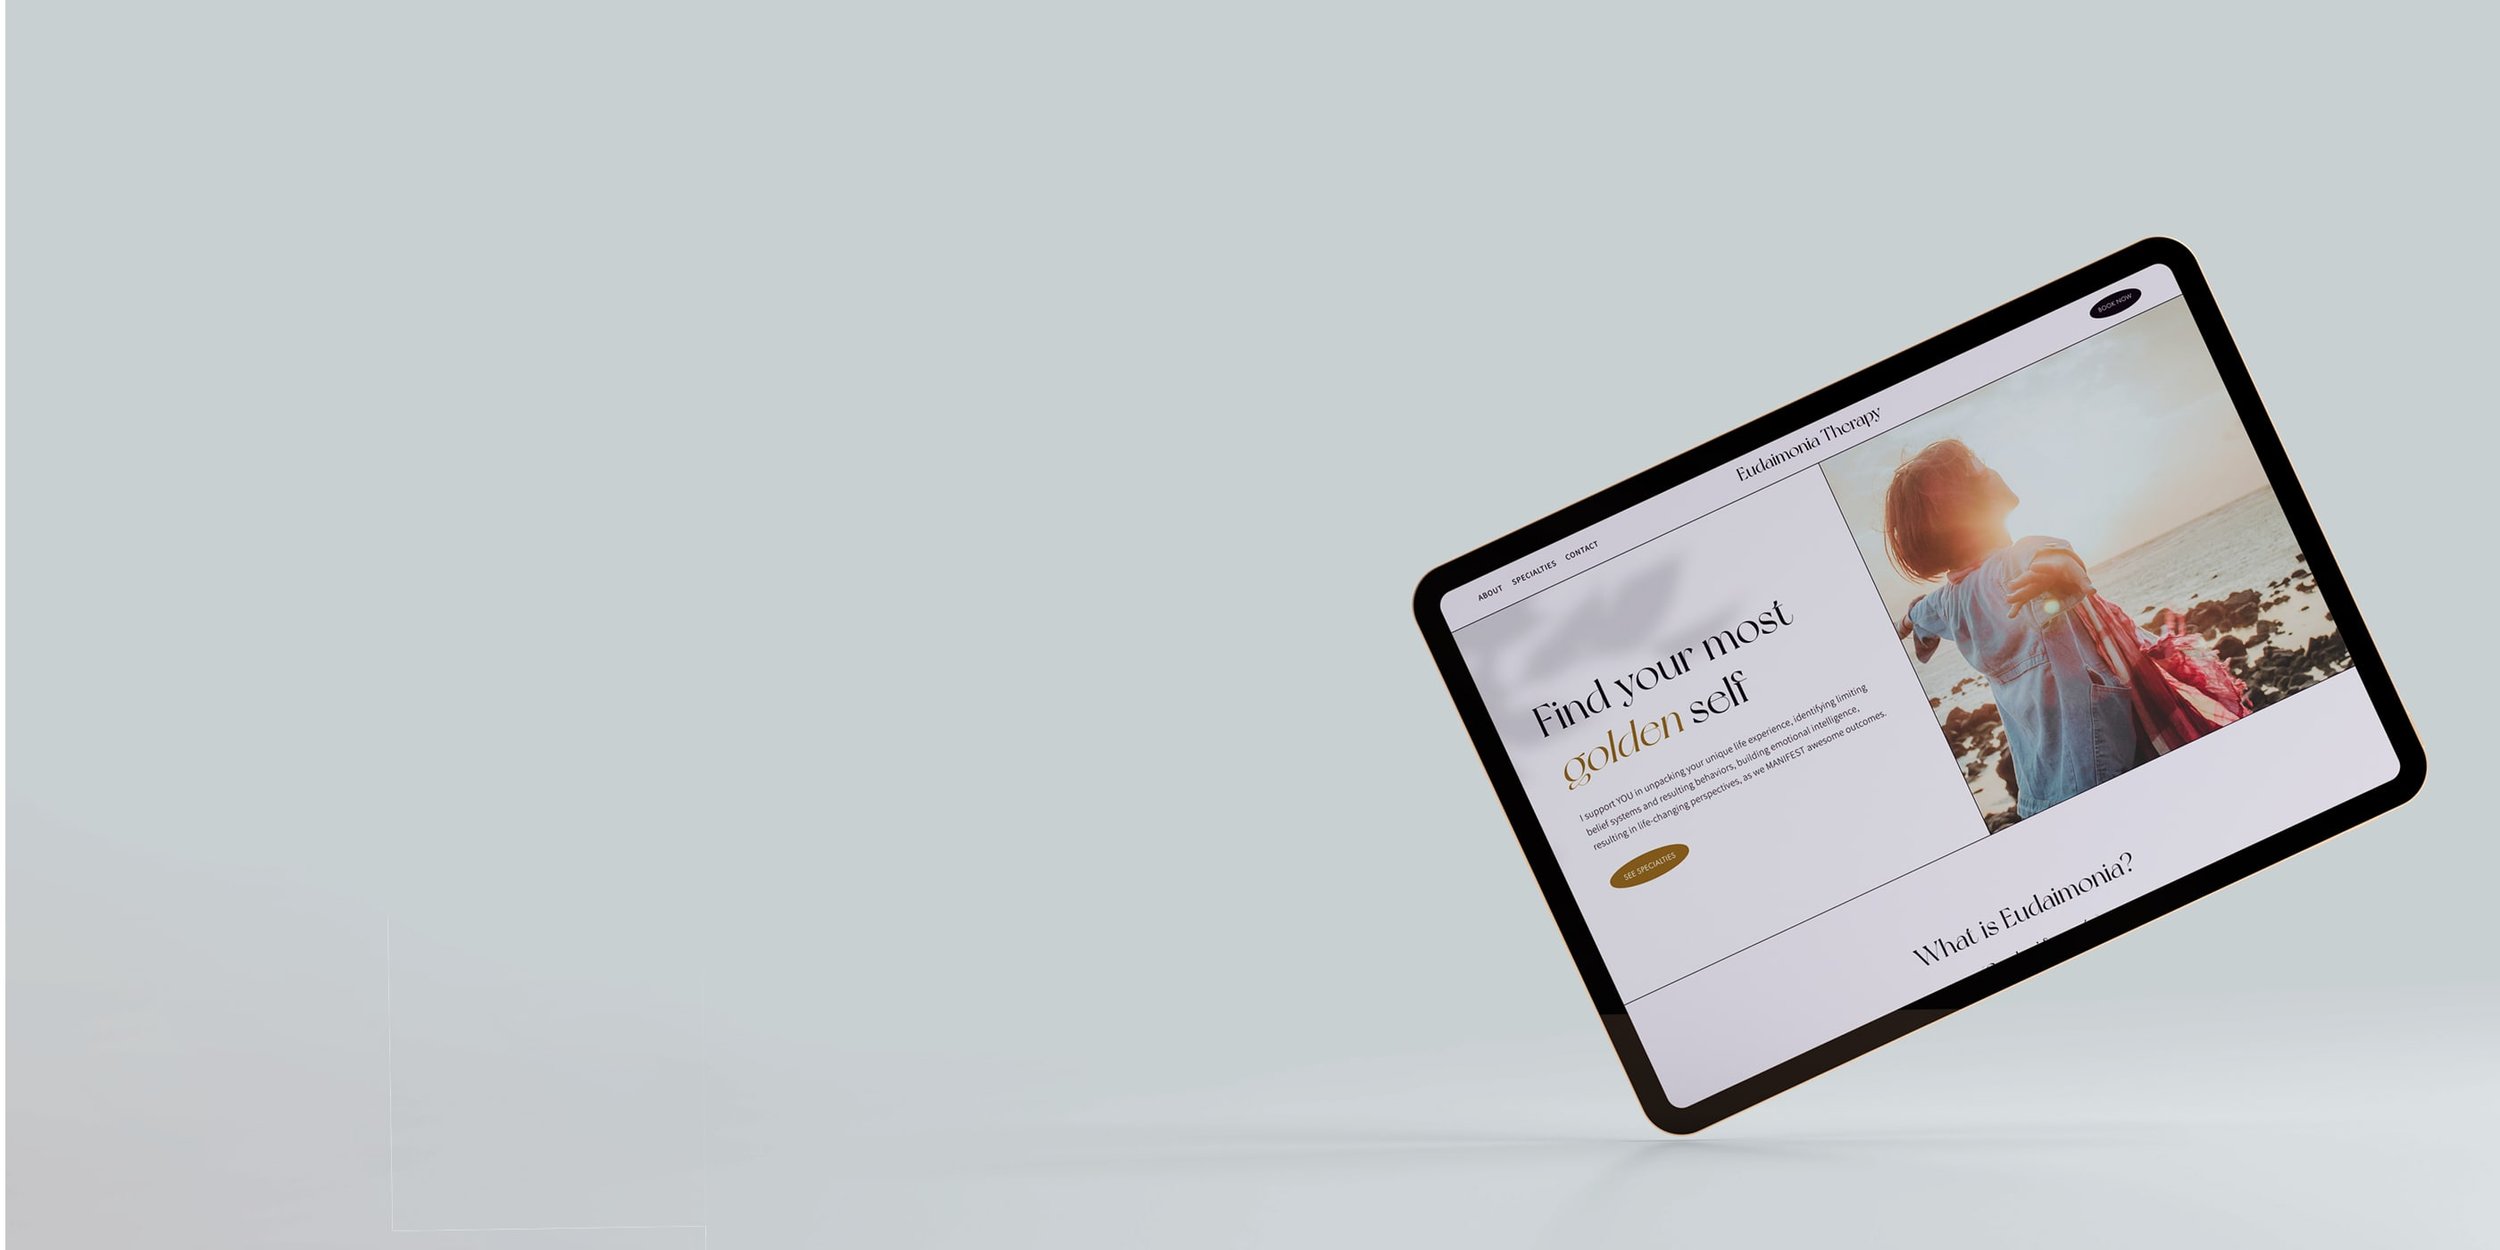 ABOUT SPECIALTIES CONTACT
Eudaimonia Therapy
BOOK NOW
Find your most
golden self
I support YOU in unpacking your unique life experience, identifying limiting
belief systems and resulting behaviors, building emotional intelligence,
resulting in life-changing perspectives, as we MANIFEST awesome outcomes.
SEE SPECIALTIES
What is Eudaimonia?